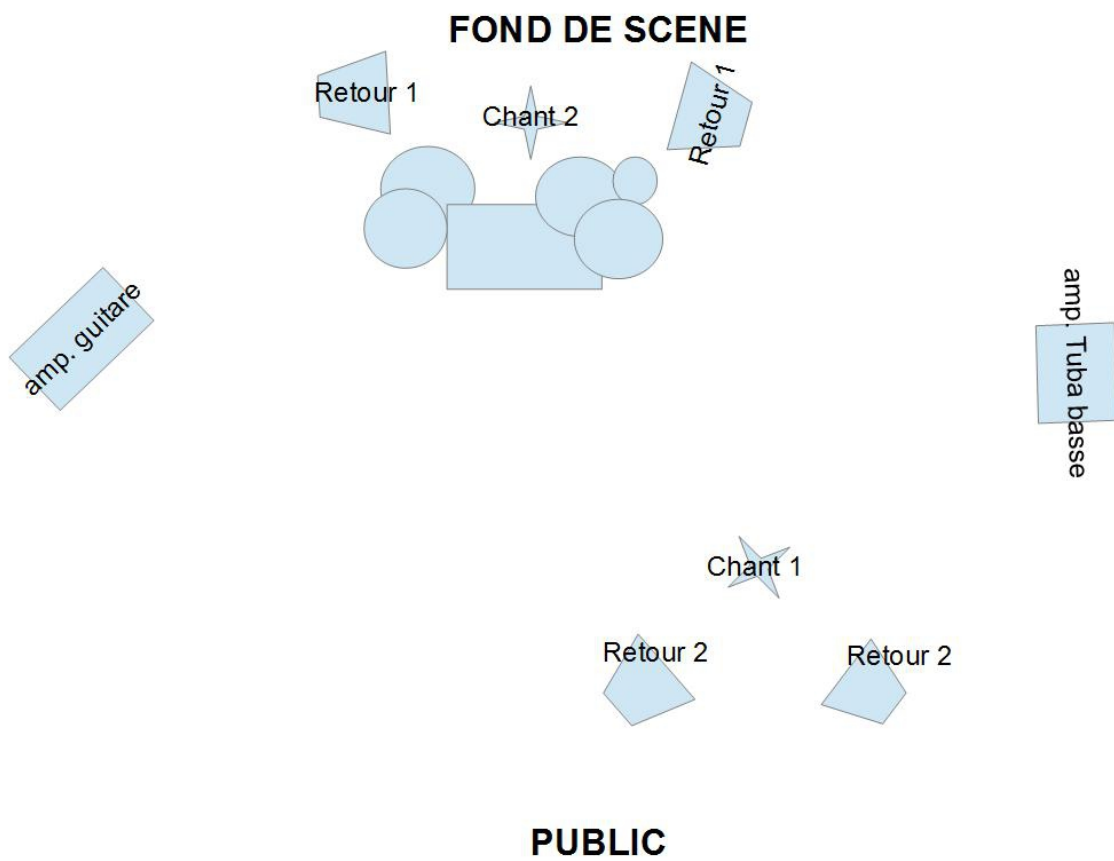 FOND DE SCENE
Retour 1
Chant 2
Retour 1
amp. guitare
amp. Tuba basse
Chant 1
Retour 2
Retour 2
PUBLIC